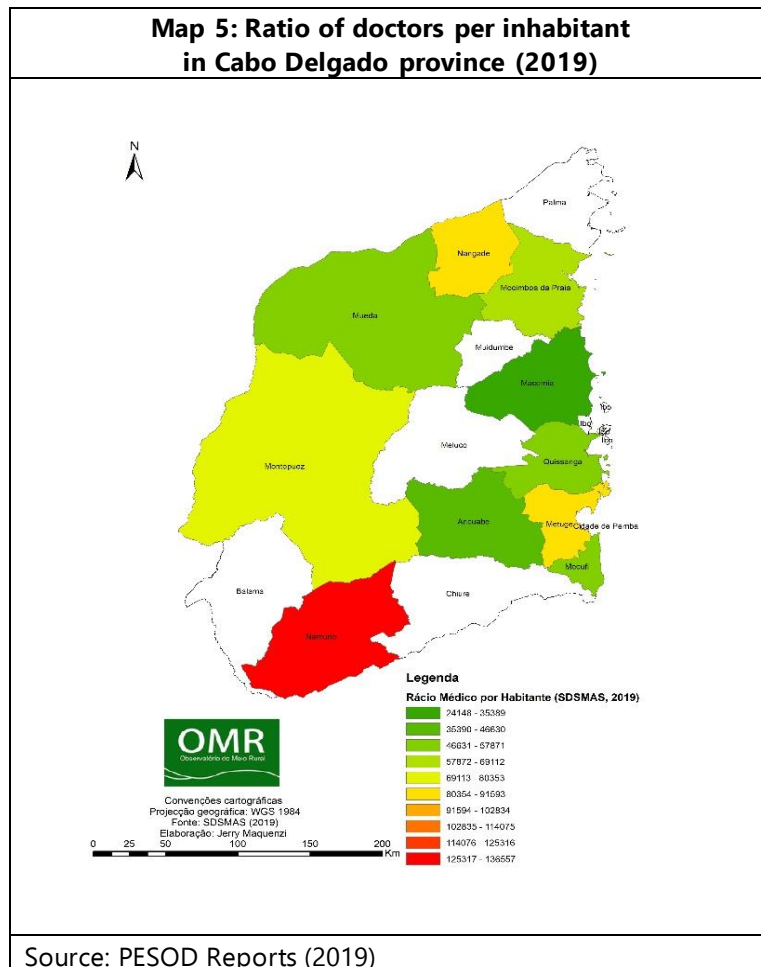 Map 5: Ratio of doctors per inhabitant
in Cabo Delgado province (2019)
N
Palma
Nangade
Mocimboa da Praia
Mueda
Muidumbe
Macomia
Ibo
Ibo
Meluco
Quissanga
Montepuez
Ancuabe
Metuge
Cidade de Pemba
Mecufi
Balama
Chiure
Namuno
Legenda
Rácio Médico por Habitante (SDSMAS, 2019)
24148 - 35389
35390 - 46630
46631 - 57871
57872 - 69112
69113 80353
80354 - 91593
91594 - 102834
102835 - 114075
114076 125316
125317 - 136557
OMR
Observatório do Meio Rural
Convenções cartográficas
Projecção geográfica: WGS 1984
Fonte: SDSMAS (2019)
Elaboração: Jerry Maquenzi
0 25 50 100 150 200
Km
Source: PESOD Reports (2019)